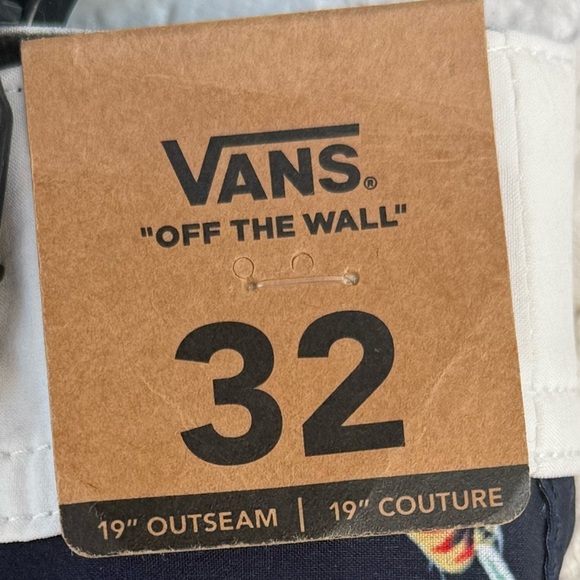 VANS®
"OFF THE WALL"
32
19" OUTSEAM | 19" COUTURE